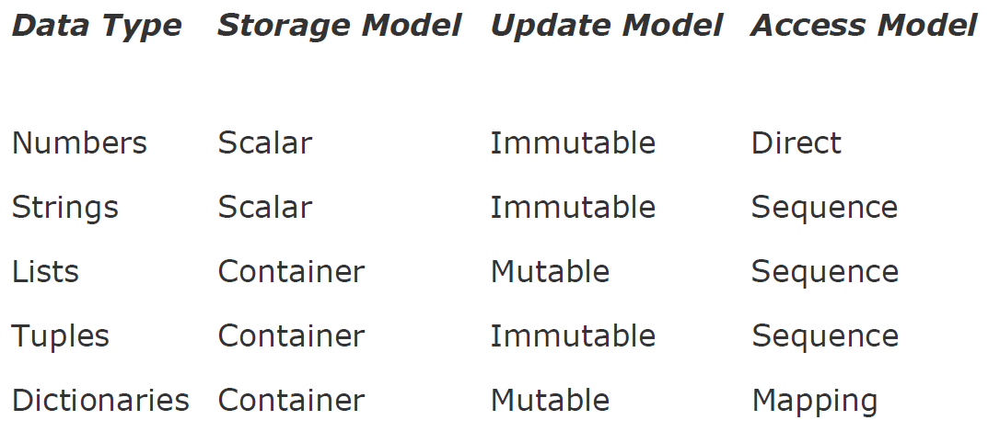 Data Type Storage Model Update Model Access Model
Numbers Scalar Immutable Direct
Strings Scalar Immutable Sequence
Lists Container Mutable Sequence
Tuples Container Immutable Sequence
Dictionaries Container Mutable Mapping